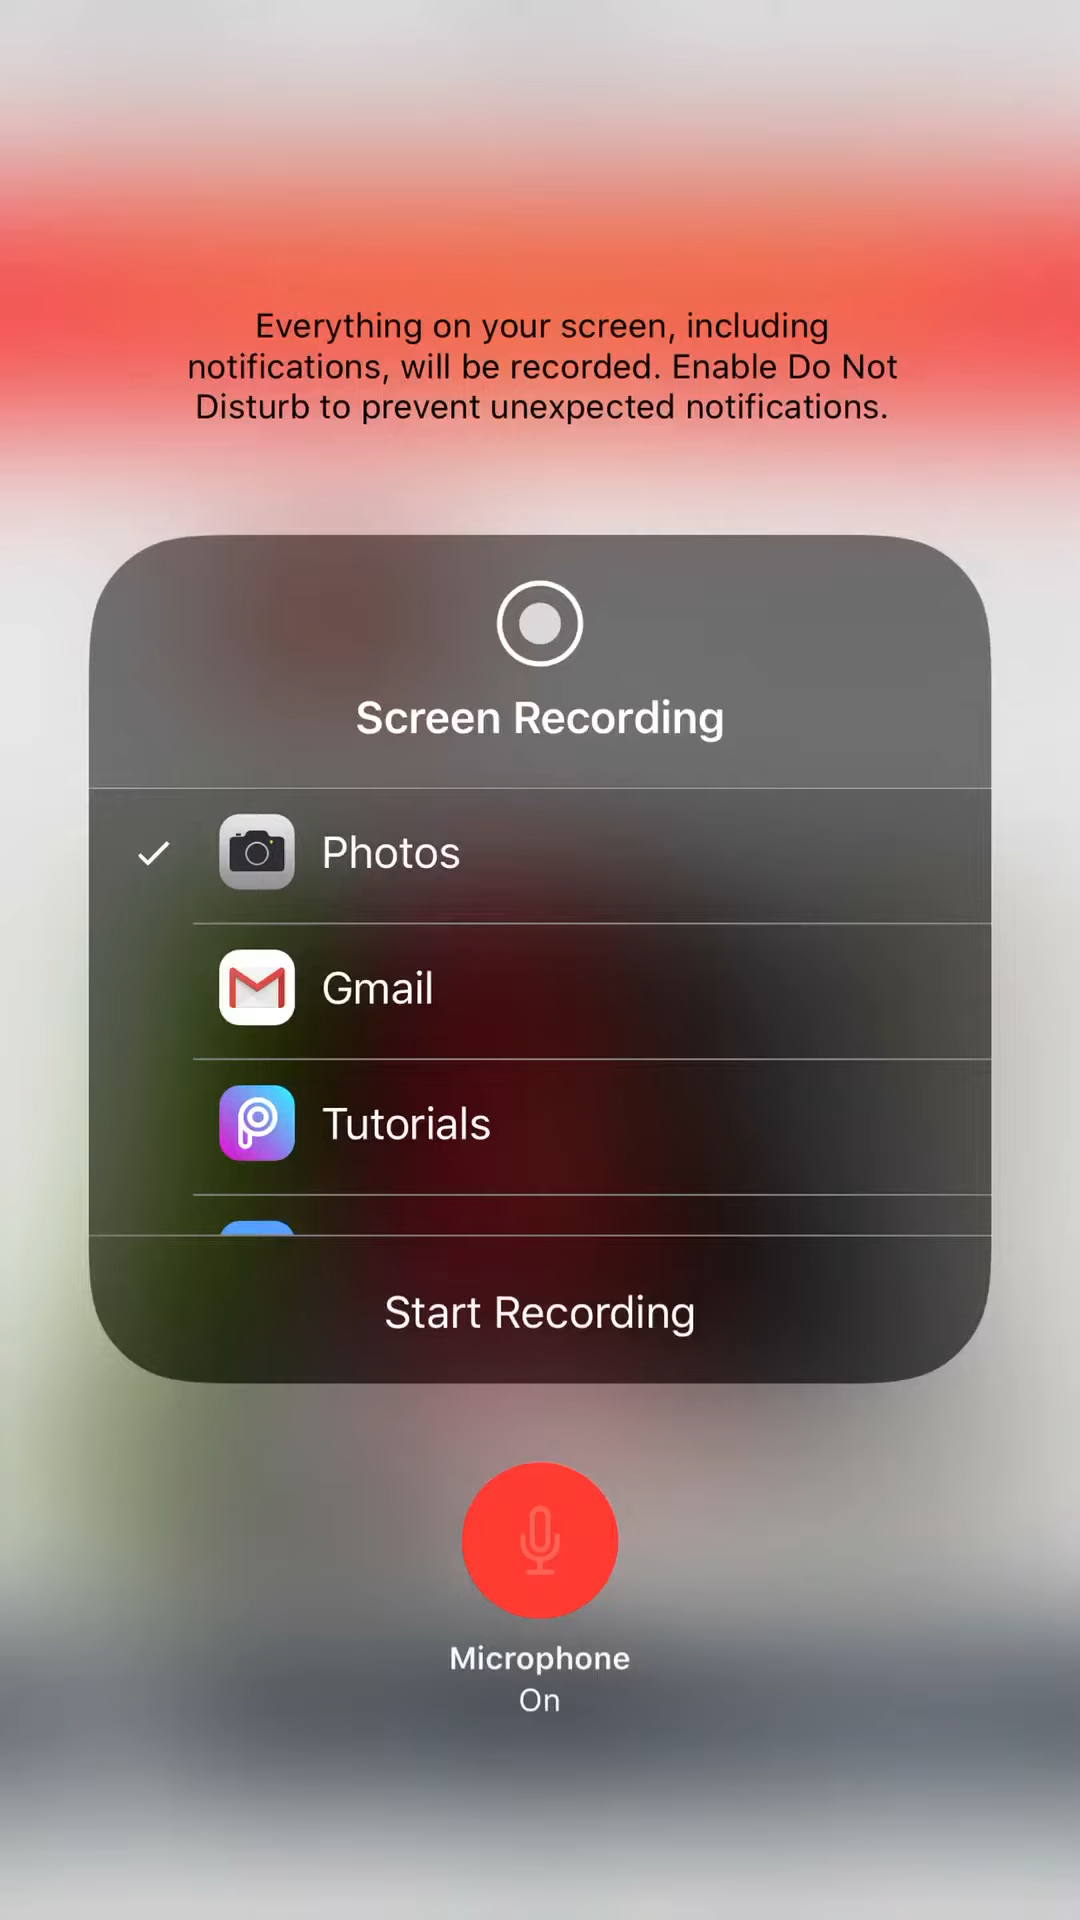 Everything on your screen, including
notifications, will be recorded. Enable Do Not
Disturb to prevent unexpected notifications.
Screen Recording
Photos
Gmail
Tutorials
Start Recording
Microphone
On